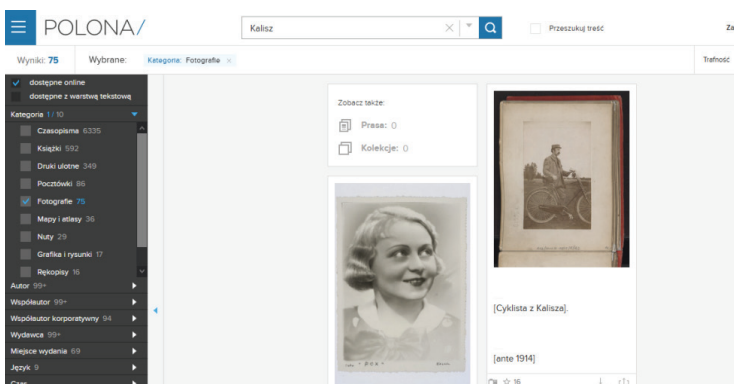 POLONA/
Kalisz
Przeszukuj treść
Wyniki: 75
Wybrane:
Kategoria: Fotografie ×
Trafność
dostępne online
dostępne z warstwą tekstową
Kategoria 1/10
Czasopisma 6335
Książki 592
Druki ulotne 349
Pocztówki 86
Fotografie 75
Mapy i atlasy 36
Nuty 29
Grafika i rysunki 17
Rękopisy 16
Autor 99+
Współautor 99+
Współautor korporatywny 94
Wydawca 99+
Miejsce wydania 69
Język 9
Czas
Zobacz także:
Prasa: 0
Kolekcje: 0
[Cyklista z Kalisza].
[ante 1914]
16